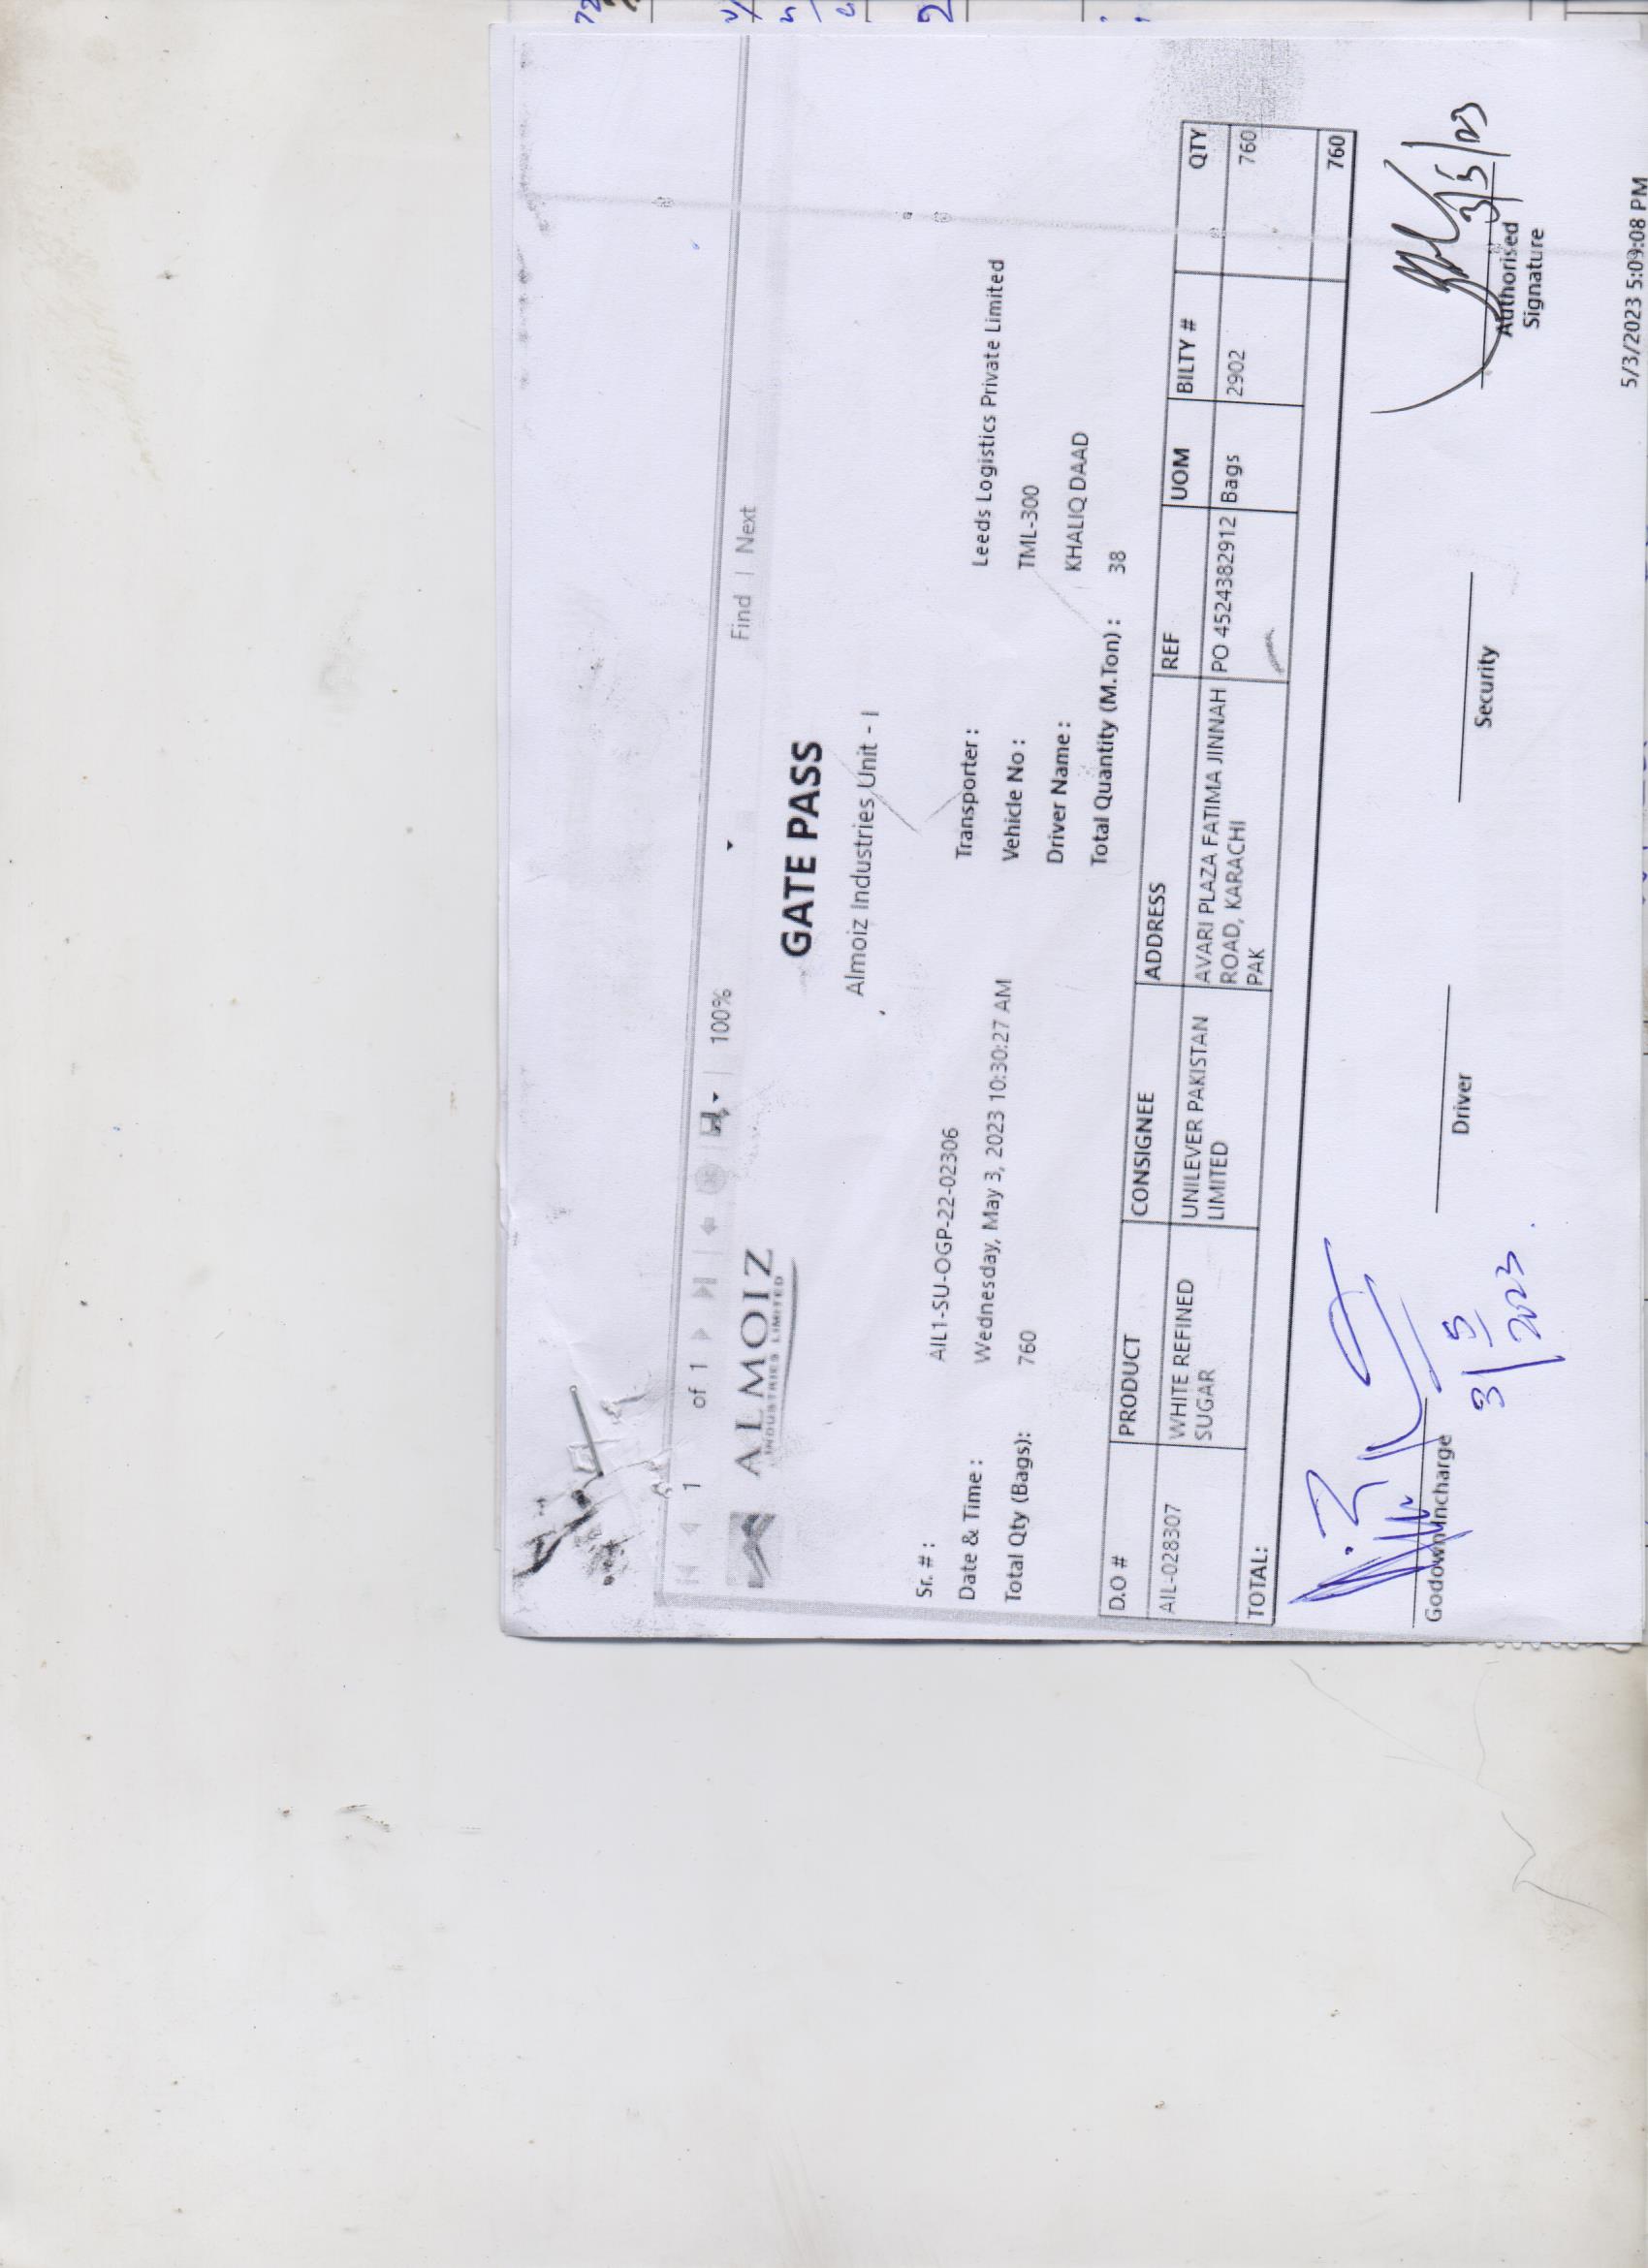 1 of 1 100% Find | Next
ALMOIZ
INDUSTRIES LIMITED
GATE PASS
Almoiz Industries Unit - I
Sr. # : AIL1-SU-OGP-22-02306
Date & Time : Wednesday, May 3, 2023 10:30:27 AM
Total Qty (Bags): 760
Transporter : Leeds Logistics Private Limited
Vehicle No : TML-300
Driver Name : KHALIQ DAAD
Total Quantity (M.Ton) : 38
D.O # PRODUCT CONSIGNEE ADDRESS REF UOM BILTY # QTY
AIL-028307 WHITE REFINED UNILEVER PAKISTAN AVARI PLAZA FATIMA JINNAH PO 4524382912 Bags 2902 760
SUGAR LIMITED ROAD, KARACHI
PAK
TOTAL: 760
3/5/23
Godown Incharge Driver Security Authorised
Signature
3/5
2023
5/3/2023 5:09:08 PM